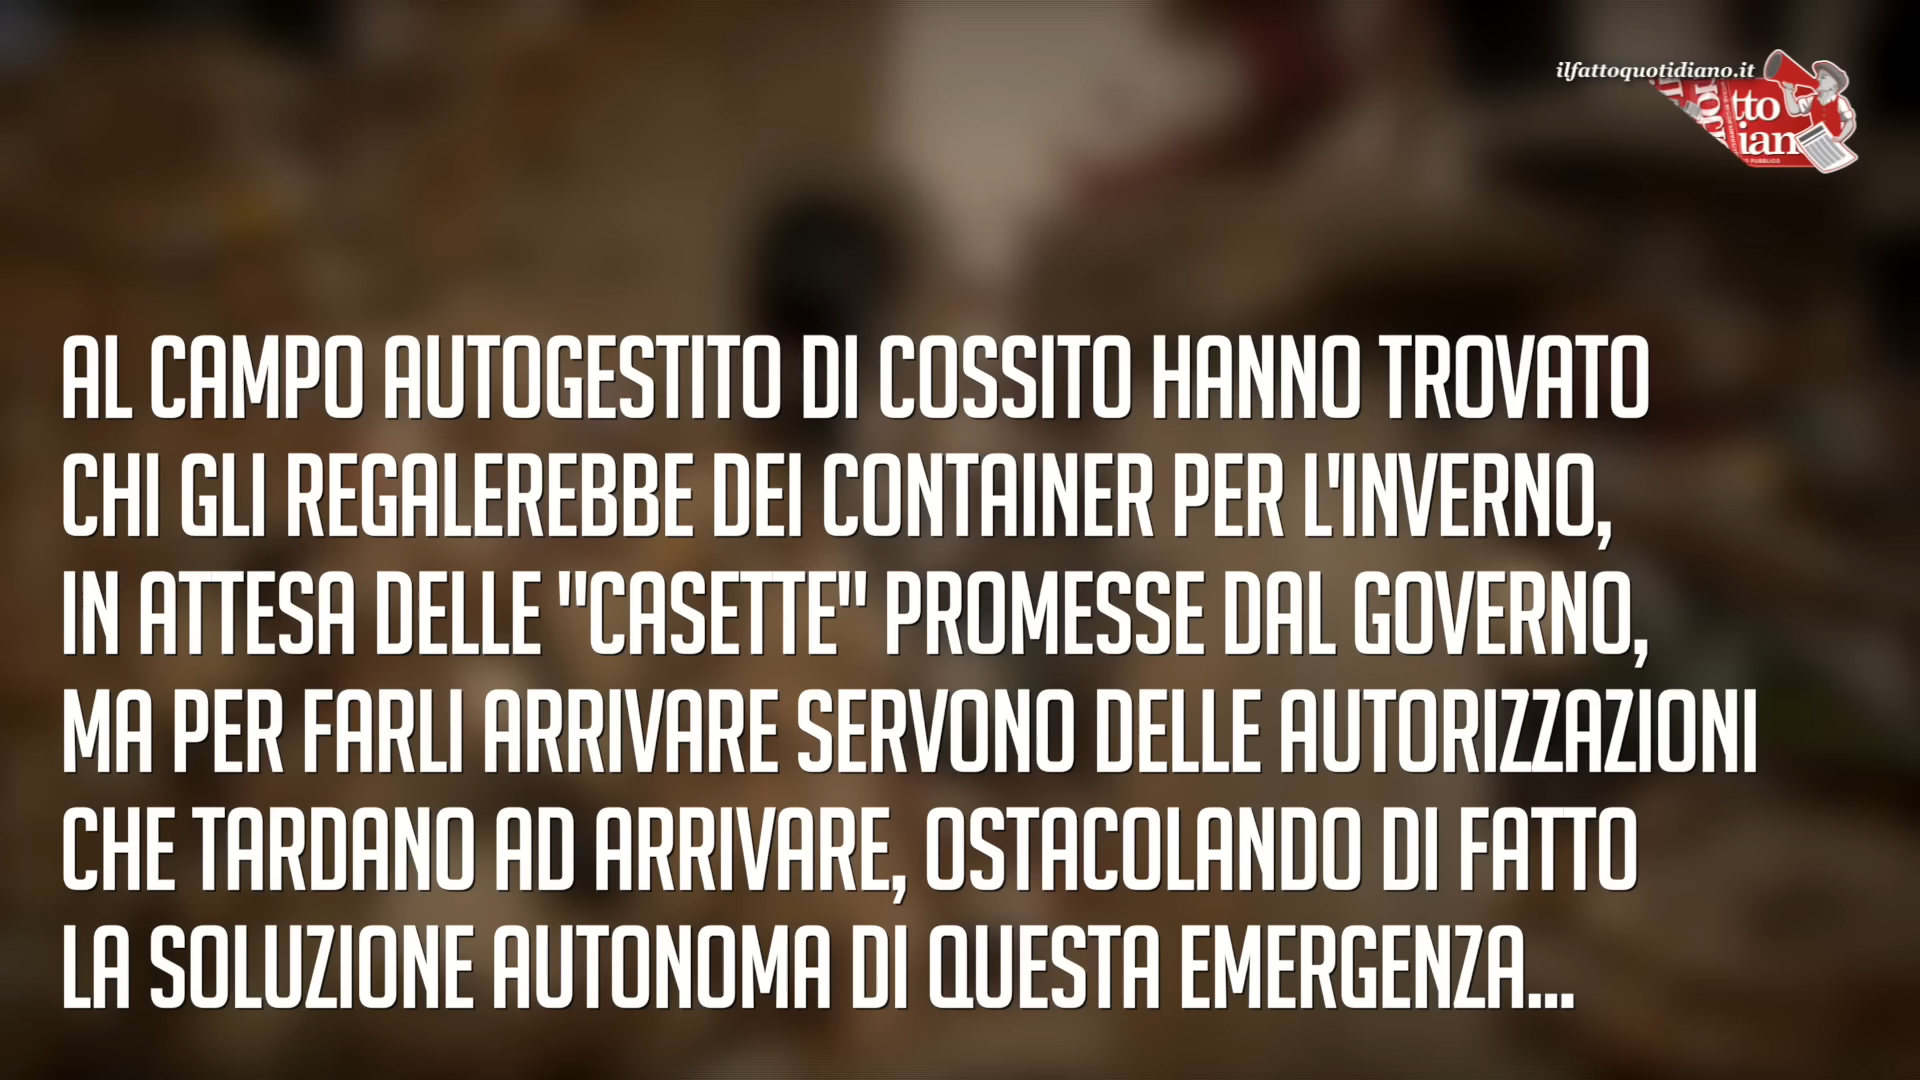 ilfattoquotidiano.it
tto
ian
AL CAMPO AUTOGESTITO DI COSSITO HANNO TROVATO
CHI GLI REGALEREBBE DEI CONTAINER PER L'INVERNO,
IN ATTESA DELLE "CASETTE" PROMESSE DAL GOVERNO,
MA PER FARLI ARRIVARE SERVONO DELLE AUTORIZZAZIONI
CHE TARDANO AD ARRIVARE, OSTACOLANDO DI FATTO
LA SOLUZIONE AUTONOMA DI QUESTA EMERGENZA...